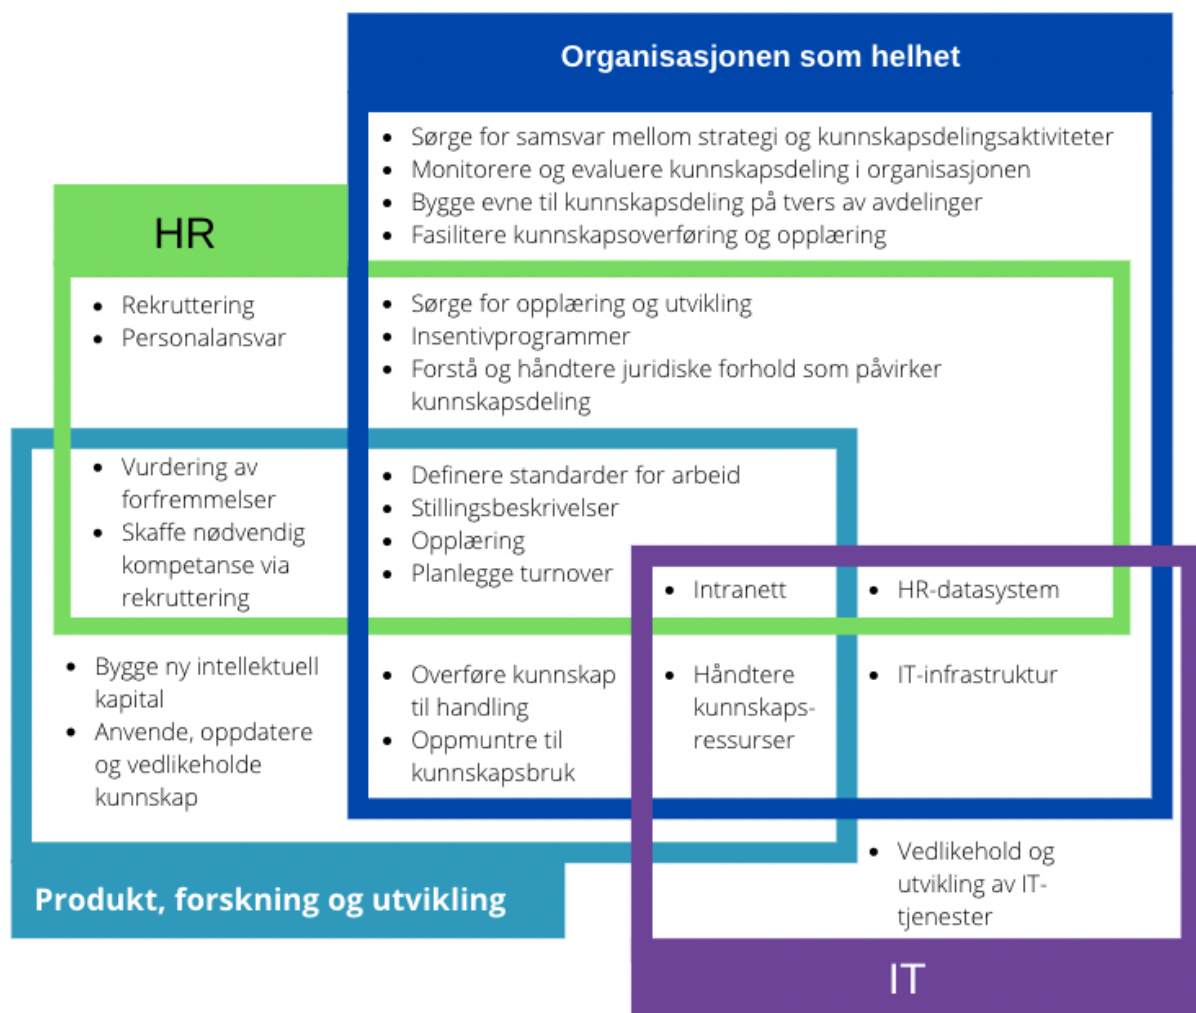 Organisasjonen som helhet
• Sørge for samsvar mellom strategi og kunnskapsdelingsaktiviteter
• Monitorere og evaluere kunnskapsdeling i organisasjonen
• Bygge evne til kunnskapsdeling på tvers av avdelinger
• Fasilitere kunnskapsoverføring og opplæring
HR
• Rekruttering
• Personalansvar
• Sørge for opplæring og utvikling
• Insentivprogrammer
• Forstå og håndtere juridiske forhold som påvirker
kunnskapsdeling
• Vurdering av
forfremmelser
• Skaffe nødvendig
kompetanse via
rekruttering
• Definere standarder for arbeid
• Stillingsbeskrivelser
• Opplæring
• Planlegge turnover
• Intranett
• HR-datasystem
• Bygge ny intellektuell
kapital
• Anvende, oppdatere
og vedlikeholde
kunnskap
• Overføre kunnskap
til handling
• Oppmuntre til
kunnskapsbruk
• Håndtere
kunnskaps-
ressurser
• IT-infrastruktur
• Vedlikehold og
utvikling av IT-
tjenester
Produkt, forskning og utvikling
IT